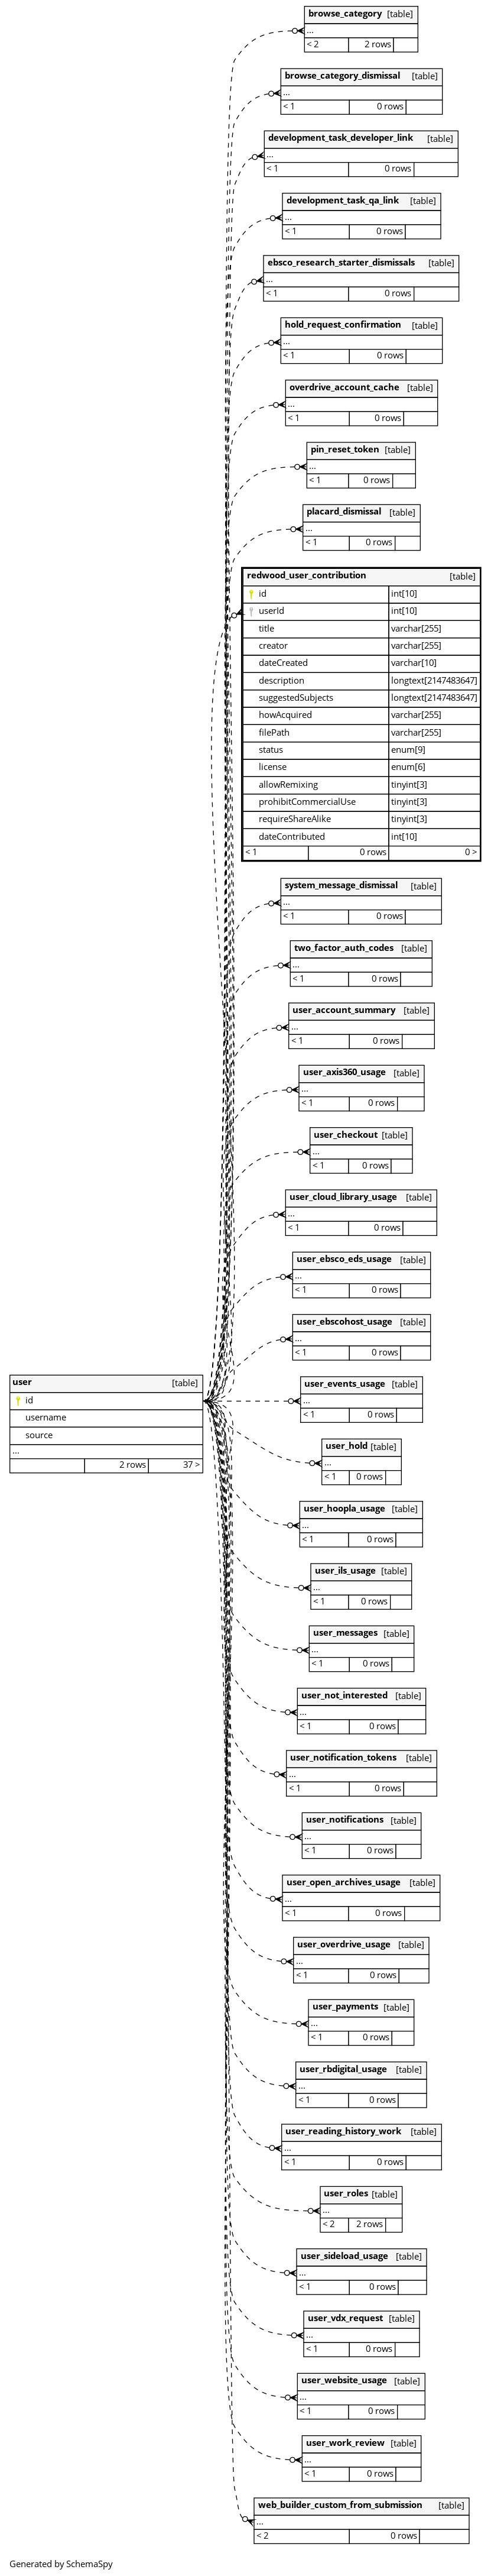 browse_category [table]
...
< 2 2 rows
browse_category_dismissal [table]
...
< 1 0 rows
development_task_developer_link [table]
...
< 1 0 rows
development_task_qa_link [table]
...
< 1 0 rows
ebsco_research_starter_dismissals [table]
...
< 1 0 rows
hold_request_confirmation [table]
...
< 1 0 rows
overdrive_account_cache [table]
...
< 1 0 rows
pin_reset_token [table]
...
< 1 0 rows
placard_dismissal [table]
...
< 1 0 rows
redwood_user_contribution [table]
id int[10]
userId int[10]
title varchar[255]
creator varchar[255]
dateCreated varchar[10]
description longtext[2147483647]
suggestedSubjects longtext[2147483647]
howAcquired varchar[255]
filePath varchar[255]
status enum[9]
license enum[6]
allowRemixing tinyint[3]
prohibitCommercialUse tinyint[3]
requireShareAlike tinyint[3]
dateContributed int[10]
< 1 0 rows 0 >
system_message_dismissal [table]
...
< 1 0 rows
two_factor_auth_codes [table]
...
< 1 0 rows
user_account_summary [table]
...
< 1 0 rows
user_axis360_usage [table]
...
< 1 0 rows
user_checkout [table]
...
< 1 0 rows
user_cloud_library_usage [table]
...
< 1 0 rows
user_ebsco_eds_usage [table]
...
< 1 0 rows
user_ebscohost_usage [table]
...
< 1 0 rows
user [table]
id
username
source
...
2 rows 37 >
user_events_usage [table]
...
< 1 0 rows
user_hold [table]
...
< 1 0 rows
user_hoopla_usage [table]
...
< 1 0 rows
user_ils_usage [table]
...
< 1 0 rows
user_messages [table]
...
< 1 0 rows
user_not_interested [table]
...
< 1 0 rows
user_notification_tokens [table]
...
< 1 0 rows
user_notifications [table]
...
< 1 0 rows
user_open_archives_usage [table]
...
< 1 0 rows
user_overdrive_usage [table]
...
< 1 0 rows
user_payments [table]
...
< 1 0 rows
user_rbdigital_usage [table]
...
< 1 0 rows
user_reading_history_work [table]
...
< 1 0 rows
user_roles [table]
...
< 2 2 rows
user_sideload_usage [table]
...
< 1 0 rows
user_vdx_request [table]
...
< 1 0 rows
user_website_usage [table]
...
< 1 0 rows
user_work_review [table]
...
< 1 0 rows
web_builder_custom_from_submission [table]
...
< 2 0 rows
Generated by SchemaSpy